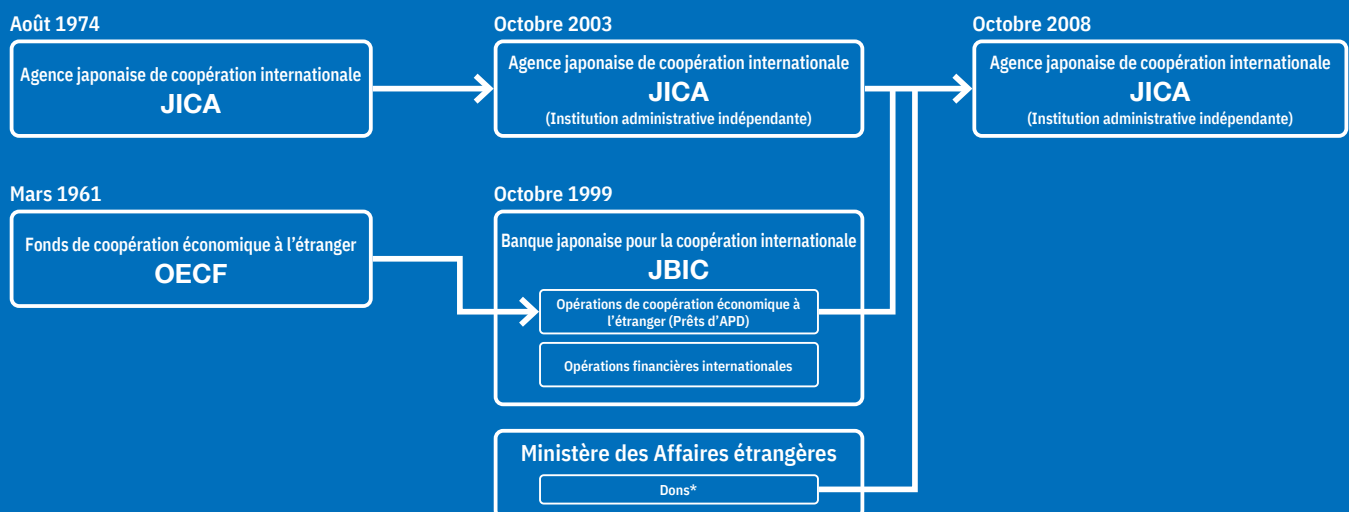 Août 1974
Agence japonaise de coopération internationale
JICA
Octobre 2003
Agence japonaise de coopération internationale
JICA
(Institution administrative indépendante)
Octobre 2008
Agence japonaise de coopération internationale
JICA
(Institution administrative indépendante)
Mars 1961
Fonds de coopération économique à l’étranger
OECF
Octobre 1999
Banque japonaise pour la coopération internationale
JBIC
Opérations de coopération économique à
l’étranger (Prêts d’APD)
Opérations financières internationales
Ministère des Affaires étrangères
Dons*